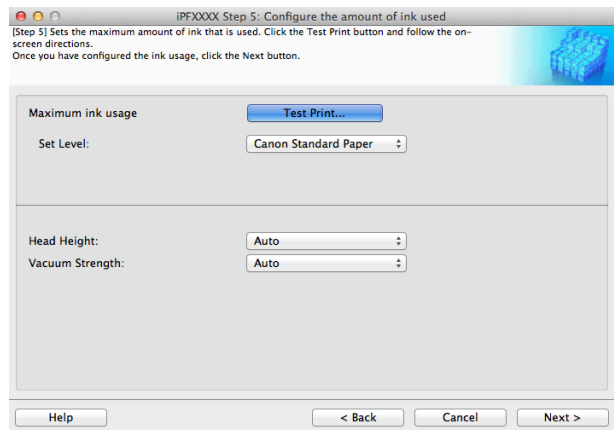 iPFXXXX Step 5: Configure the amount of ink used
[Step 5] Sets the maximum amount of ink that is used. Click the Test Print button and follow the on-
screen directions.
Once you have configured the ink usage, click the Next button.
Maximum ink usage Test Print...
Set Level: Canon Standard Paper
Head Height: Auto
Vacuum Strength: Auto
Help < Back Cancel Next >